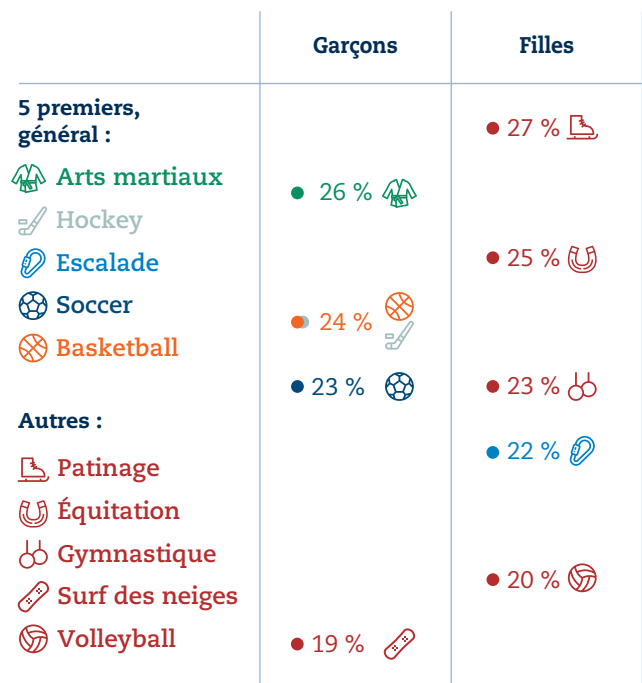 Garçons
Filles
5 premiers,
général :
Arts martiaux
Hockey
Escalade
Soccer
Basketball
Autres :
Patinage
Équitation
Gymnastique
Surf des neiges
Volleyball
26 %
24 %
23 %
19 %
27 %
25 %
23 %
22 %
20 %